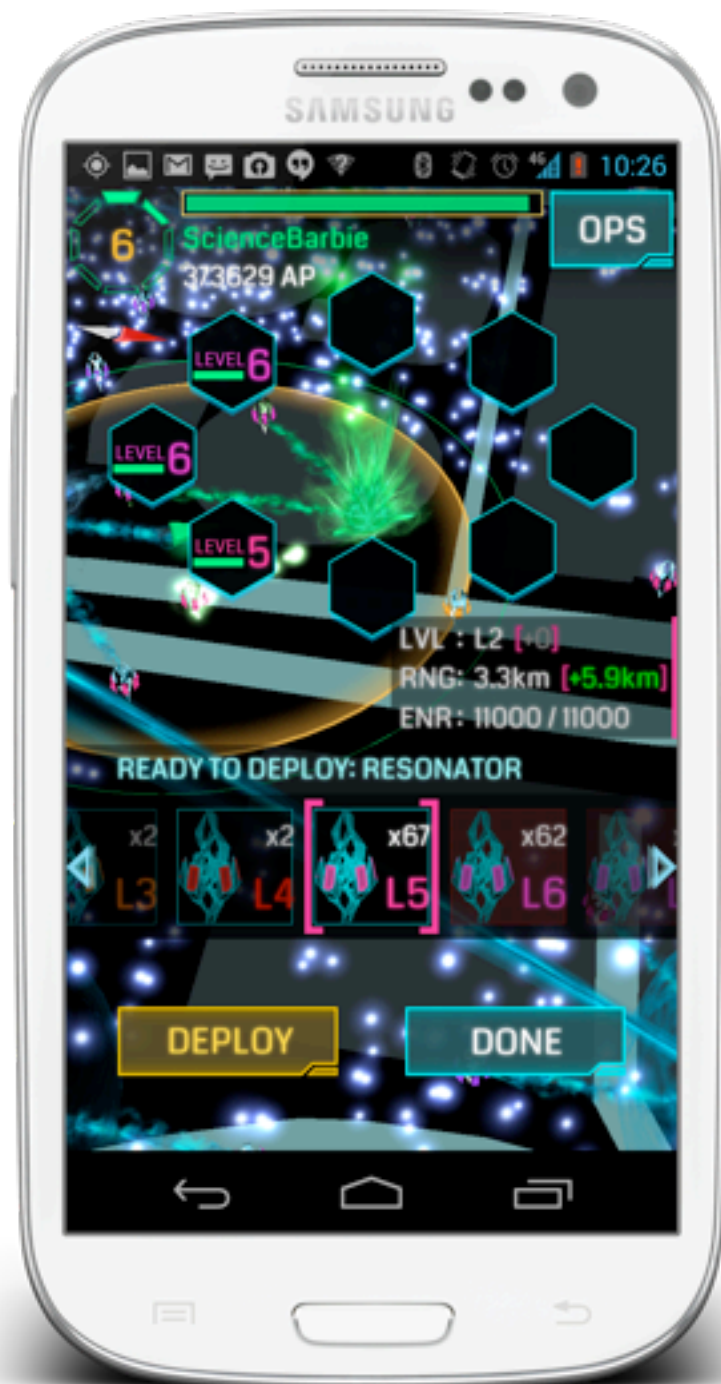 SAMSUNG
4G 10:26
6 ScienceBarbie OPS
373629 AP
LEVEL 6
LEVEL 6
LEVEL 5
LVL : L2 [+0]
RNG: 3.3km [+5.9km]
ENR: 11000 / 11000
READY TO DEPLOY: RESONATOR
x2 x2 x67 x62
L3 L4 L5 L6
DEPLOY DONE